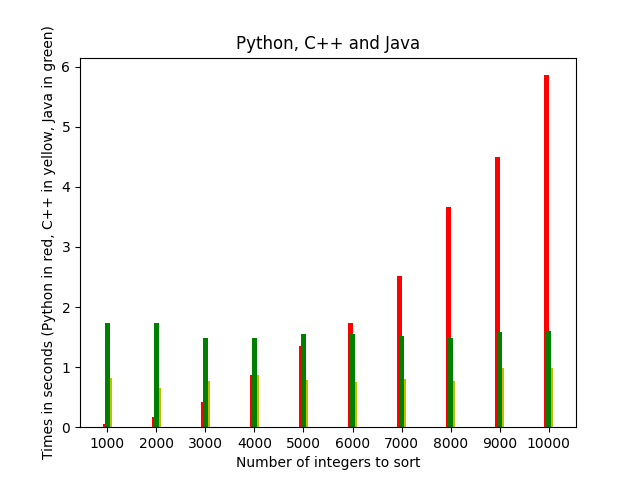 Python, C++ and Java
Times in seconds (Python in red, C++ in yellow, Java in green)
6
5
4
3
2
1
0
1000 2000 3000 4000 5000 6000 7000 8000 9000 10000
Number of integers to sort